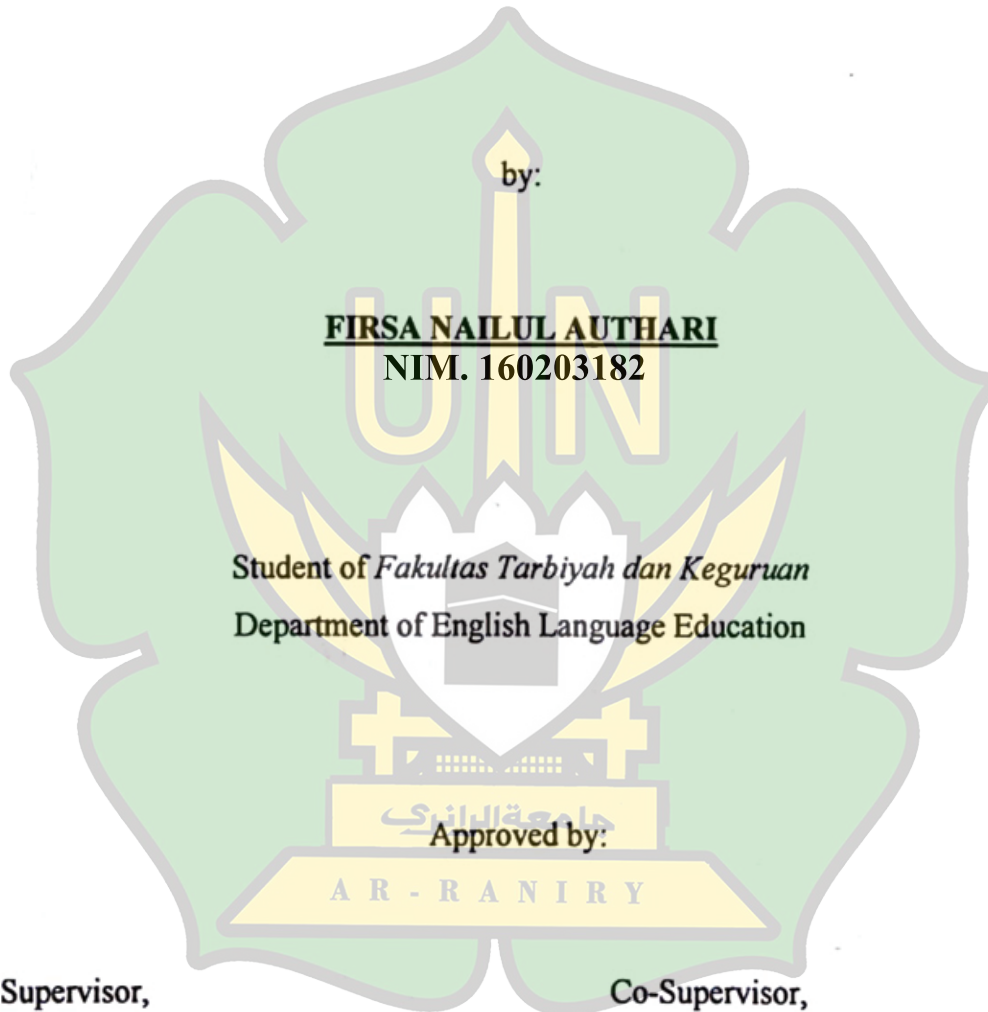 by:
FIRSA NAILUL AUTHARI
NIM. 160203182
UIN
Student of Fakultas Tarbiyah dan Keguruan
Department of English Language Education
جامعة الرانري
Approved by:
AR-RANIRY
Supervisor,
Co-Supervisor,